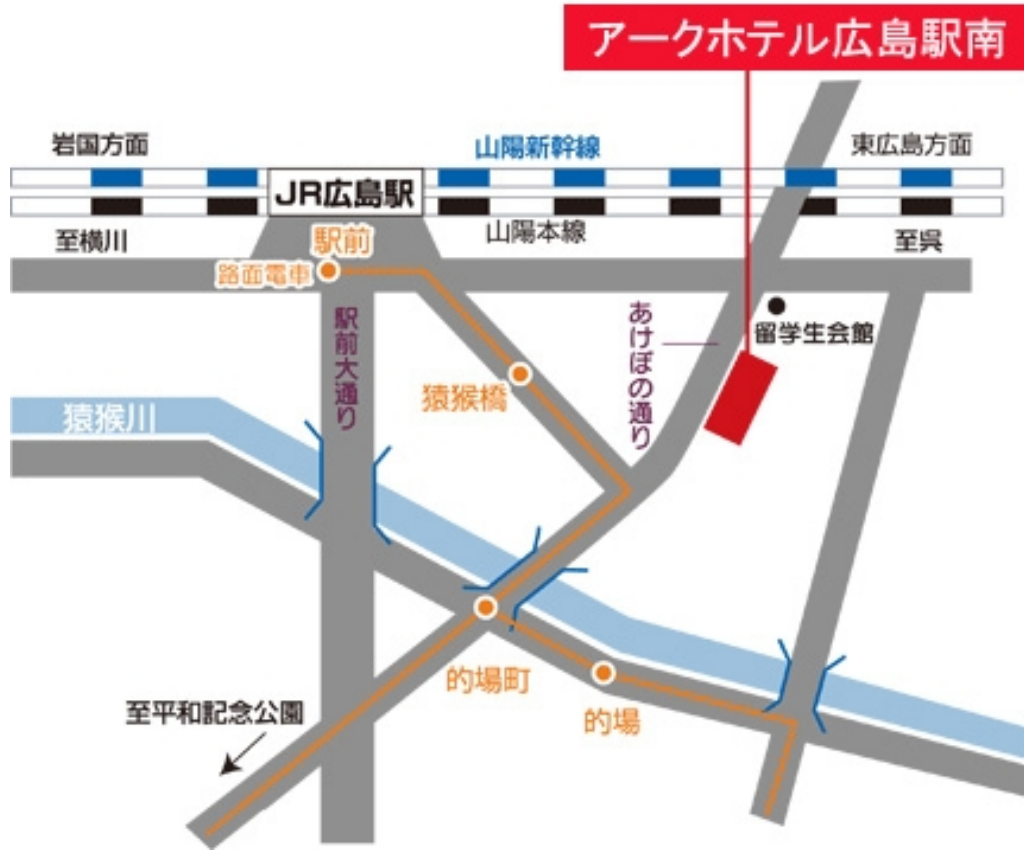 アークホテル広島駅南
岩国方面
山陽新幹線
東広島方面
JR広島駅
至横川
駅前
山陽本線
至呉
路面電車
駅前大通り
あけぼの通り
留学生会館
猿猴橋
猿猴川
的場町
的場
至平和記念公園